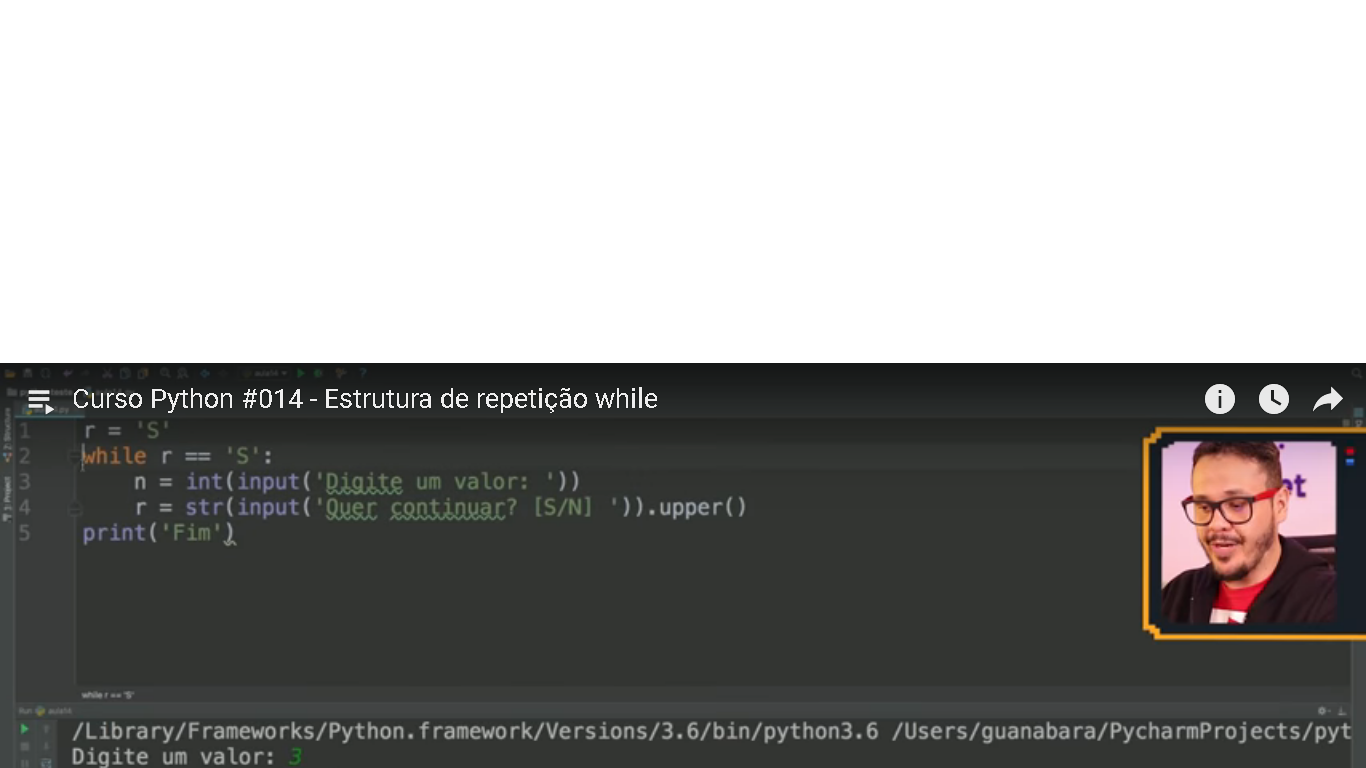 Curso Python #014 - Estrutura de repetição while
1 r = 'S'
2 while r == 'S':
3 n = int(input('Digite um valor: '))
4 r = str(input('Quer continuar? [S/N] ')).upper()
5 print('Fim')
while r == 'S'
Run aula14
/Library/Frameworks/Python.framework/Versions/3.6/bin/python3.6 /Users/guanabara/PycharmProjects/pyt
Digite um valor: 3